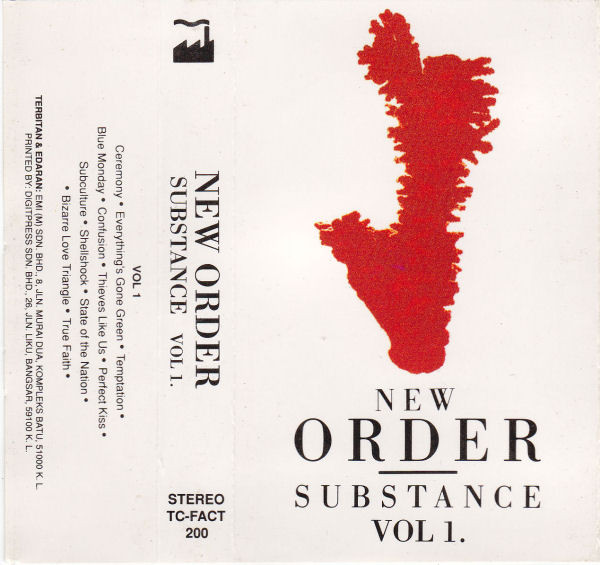 TERBITAN & EDARAN: EMI (M) SDN. BHD., 8, JLN. MURAI DUA, KOMPLEKS BATU, 51000 K. L.
PRINTED BY: DIGITPRESS SDN. BHD., 26, JLN. LIKU, BANGSAR, 59100 K. L.
VOL 1
Ceremony • Everything's Gone Green • Temptation •
Blue Monday • Confusion • Thieves Like Us • Perfect Kiss •
Subculture • Shellshock • State of the Nation •
• Bizarre Love Triangle • True Faith •
NEW ORDER
SUBSTANCE VOL 1.
STEREO
TC-FACT
200
NEW
ORDER
SUBSTANCE
VOL 1.